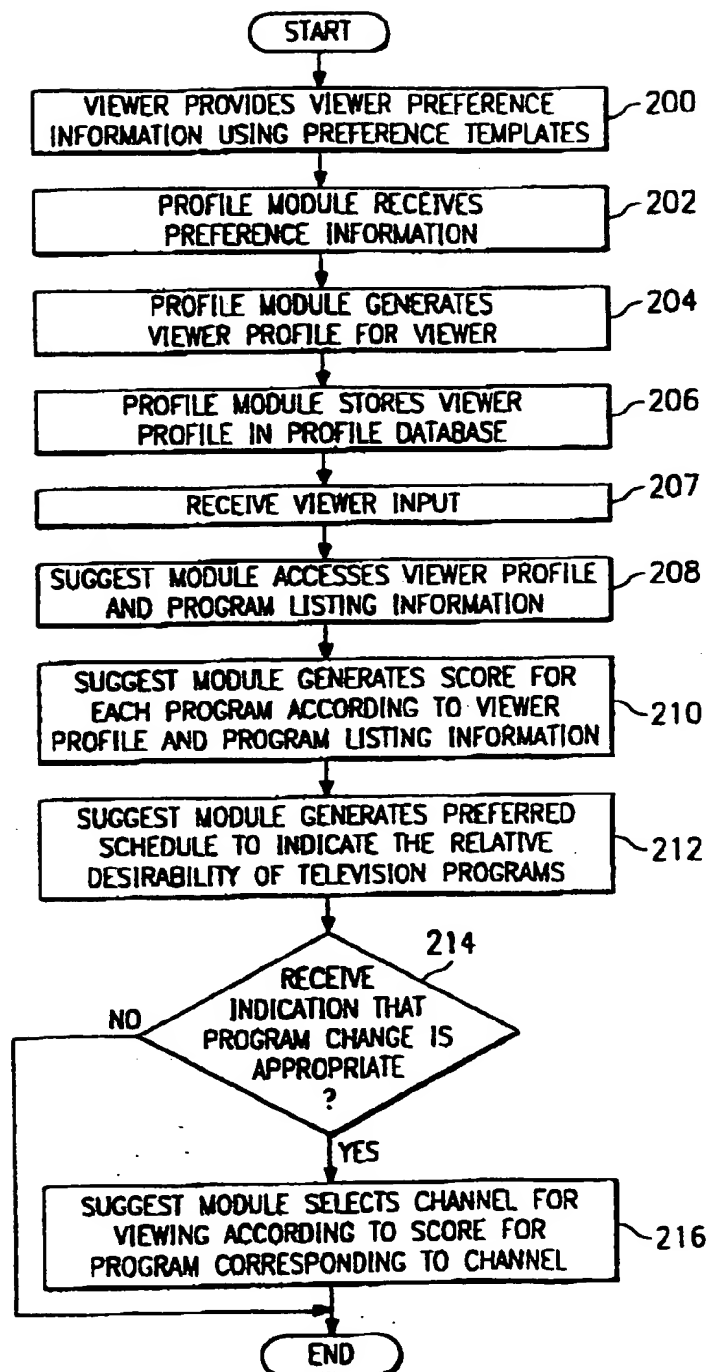 START
VIEWER PROVIDES VIEWER PREFERENCE
INFORMATION USING PREFERENCE TEMPLATES
200
PROFILE MODULE RECEIVES
PREFERENCE INFORMATION
202
PROFILE MODULE GENERATES
VIEWER PROFILE FOR VIEWER
204
PROFILE MODULE STORES VIEWER
PROFILE IN PROFILE DATABASE
206
RECEIVE VIEWER INPUT
207
SUGGEST MODULE ACCESSES VIEWER PROFILE
AND PROGRAM LISTING INFORMATION
208
SUGGEST MODULE GENERATES SCORE FOR
EACH PROGRAM ACCORDING TO VIEWER
PROFILE AND PROGRAM LISTING INFORMATION
210
SUGGEST MODULE GENERATES PREFERRED
SCHEDULE TO INDICATE THE RELATIVE
DESIRABILITY OF TELEVISION PROGRAMS
212
214
RECEIVE
INDICATION THAT
PROGRAM CHANGE IS
APPROPRIATE
?
NO
YES
SUGGEST MODULE SELECTS CHANNEL FOR
VIEWING ACCORDING TO SCORE FOR
PROGRAM CORRESPONDING TO CHANNEL
216
END